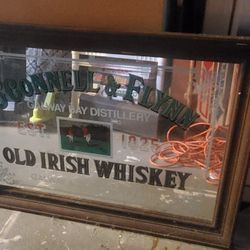 O'CONNELL & FLYNN
GALWAY BAY DISTILLERY
EST. 1825
OLD IRISH WHISKEY